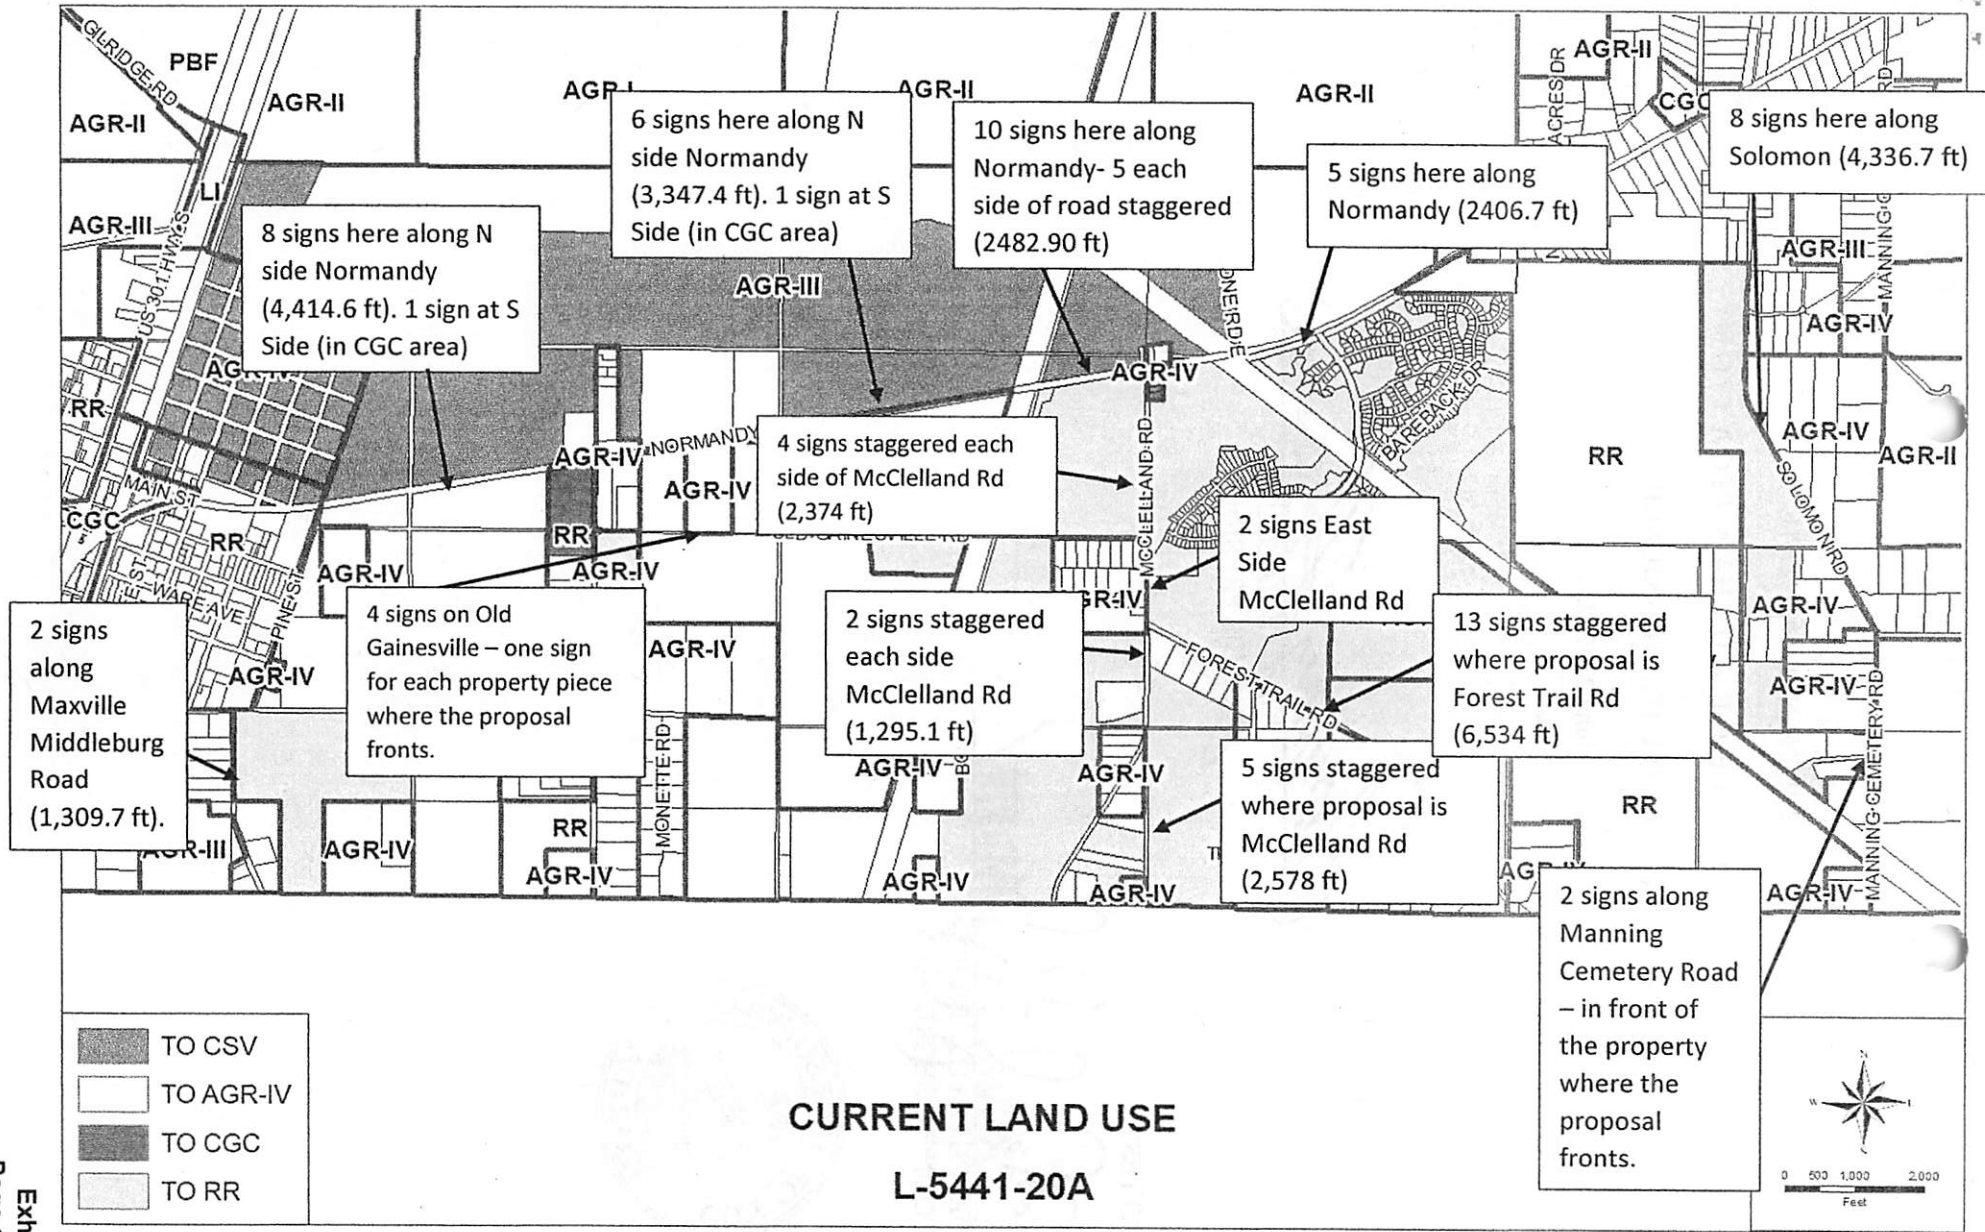 GILRIDGE RD
PBF
AGR-II
AGR-II
AGR-II
AGR-II
AGR-II
CGC
AGR-II
LI
AGR-III
US 301 HWY S
8 signs here along N
side Normandy
(4,414.6 ft). 1 sign at S
Side (in CGC area)
6 signs here along N
side Normandy
(3,347.4 ft). 1 sign at S
Side (in CGC area)
10 signs here along
Normandy- 5 each
side of road staggered
(2482.90 ft)
5 signs here along
Normandy (2406.7 ft)
8 signs here along
Solomon (4,336.7 ft)
ACRES DR
AGR-III
AGR-III
AGR-IV
AGR-IV
AGR-IV
BAREBACK DR
RR
RR
AGR-IV
AGR-II
AGR-IV
NORMANDY
AGR-IV
4 signs staggered each
side of McClelland Rd
(2,374 ft)
MCCLELLAND RD
SOLOMON RD
MAIN ST
CGC
RR
RR
AGR-IV
AGR-IV
WARE AVE
PINE ST
2 signs East
Side
McClelland Rd
AGR-IV
2 signs
along
Maxville
Middleburg
Road
(1,309.7 ft).
4 signs on Old
Gainesville – one sign
for each property piece
where the proposal
fronts.
AGR-IV
AGR-IV
2 signs staggered
each side
McClelland Rd
(1,295.1 ft)
FOREST TRAIL RD
13 signs staggered
where proposal is
Forest Trail Rd
(6,534 ft)
AGR-IV
MANNING CEMETERY RD
MONETTE RD
AGR-IV
AGR-IV
5 signs staggered
where proposal is
McClelland Rd
(2,578 ft)
RR
AGR-III
AGR-IV
RR
AGR-IV
AGR-IV
AGR-IV
AGR-IV
2 signs along
Manning
Cemetery Road
– in front of
the property
where the
proposal
fronts.
TO CSV
TO AGR-IV
TO CGC
TO RR
CURRENT LAND USE
L-5441-20A
N
W
E
S
0 500 1,000 2,000
Feet